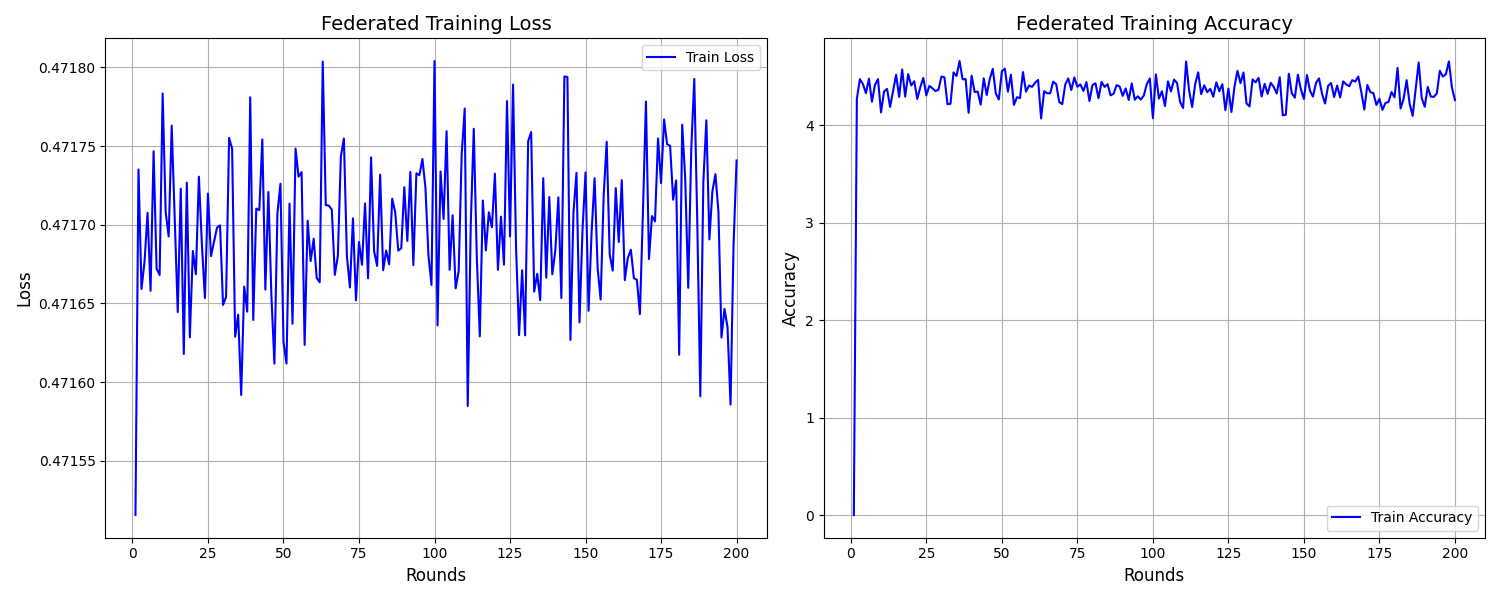 Federated Training Loss
Train Loss
0.47180
0.47175
0.47170
0.47165
0.47160
0.47155
Loss
0 25 50 75 100 125 150 175 200
Rounds
Federated Training Accuracy
4
3
2
1
0
Accuracy
Train Accuracy
0 25 50 75 100 125 150 175 200
Rounds